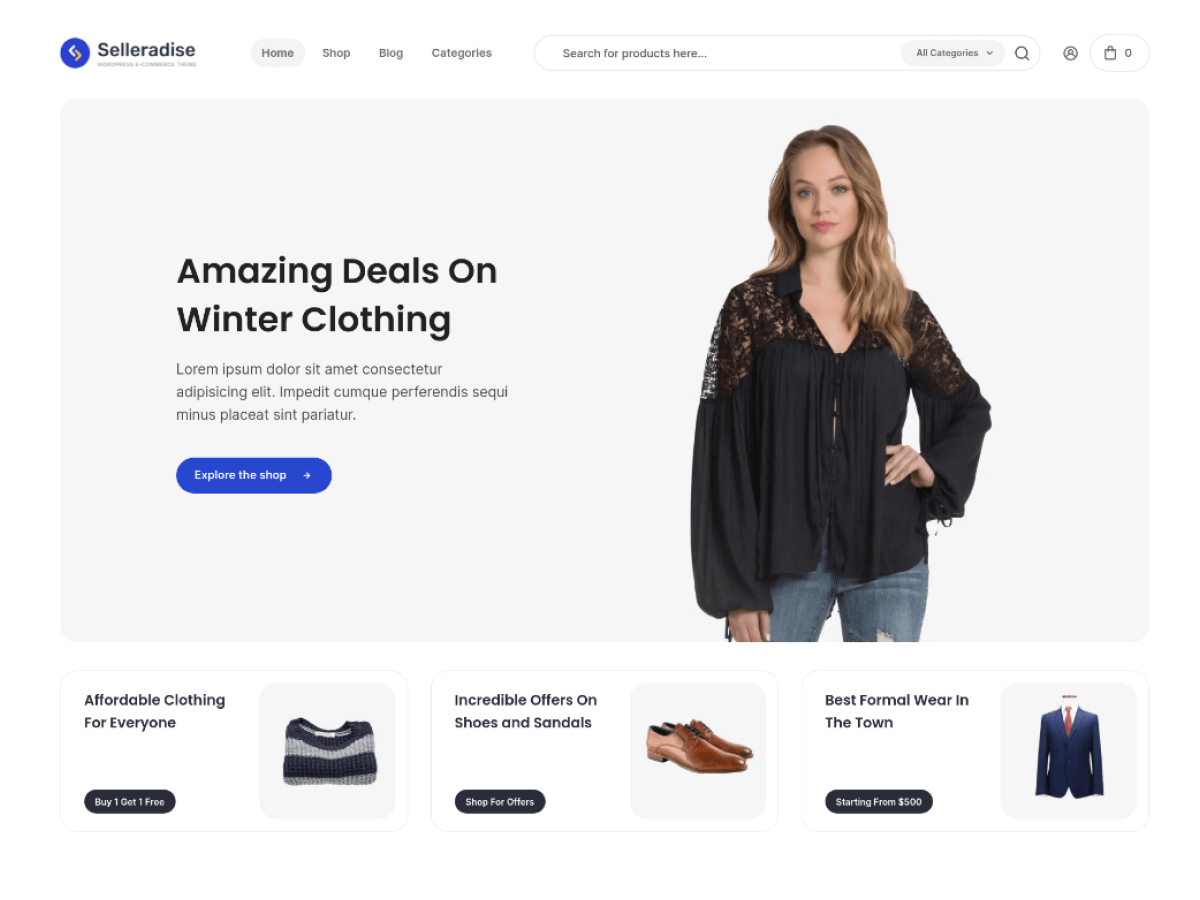 Selleradise
WORDPRESS E-COMMERCE THEME
Home
Shop
Blog
Categories
Search for products here...
All Categories
0
Amazing Deals On
Winter Clothing
Lorem ipsum dolor sit amet consectetur
adipisicing elit. Impedit cumque perferendis sequi
minus placeat sint pariatur.
Explore the shop →
Affordable Clothing
For Everyone
Buy 1 Get 1 Free
Incredible Offers On
Shoes and Sandals
Shop For Offers
Best Formal Wear In
The Town
Starting From $500